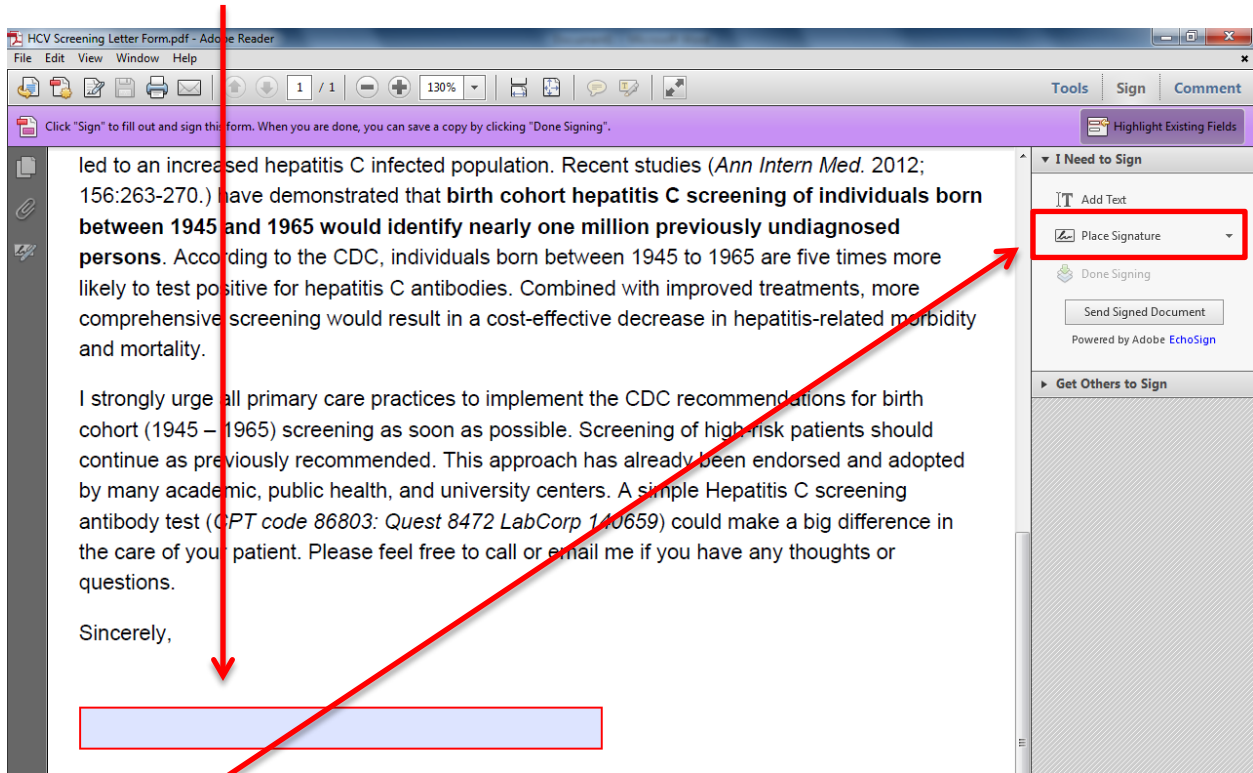 HCV Screening Letter Form.pdf - Adobe Reader
File Edit View Window Help
1 / 1 130% Tools Sign Comment
Click "Sign" to fill out and sign this form. When you are done, you can save a copy by clicking "Done Signing". Highlight Existing Fields
led to an increased hepatitis C infected population. Recent studies (Ann Intern Med. 2012;
156:263-270.) have demonstrated that birth cohort hepatitis C screening of individuals born
between 1945 and 1965 would identify nearly one million previously undiagnosed
persons. According to the CDC, individuals born between 1945 to 1965 are five times more
likely to test positive for hepatitis C antibodies. Combined with improved treatments, more
comprehensive screening would result in a cost-effective decrease in hepatitis-related morbidity
and mortality.
I strongly urge all primary care practices to implement the CDC recommendations for birth
cohort (1945 – 1965) screening as soon as possible. Screening of high-risk patients should
continue as previously recommended. This approach has already been endorsed and adopted
by many academic, public health, and university centers. A simple Hepatitis C screening
antibody test (CPT code 86803: Quest 8472 LabCorp 140659) could make a big difference in
the care of your patient. Please feel free to call or email me if you have any thoughts or
questions.
Sincerely,
I Need to Sign
Add Text
Place Signature
Done Signing
Send Signed Document
Powered by Adobe EchoSign
Get Others to Sign